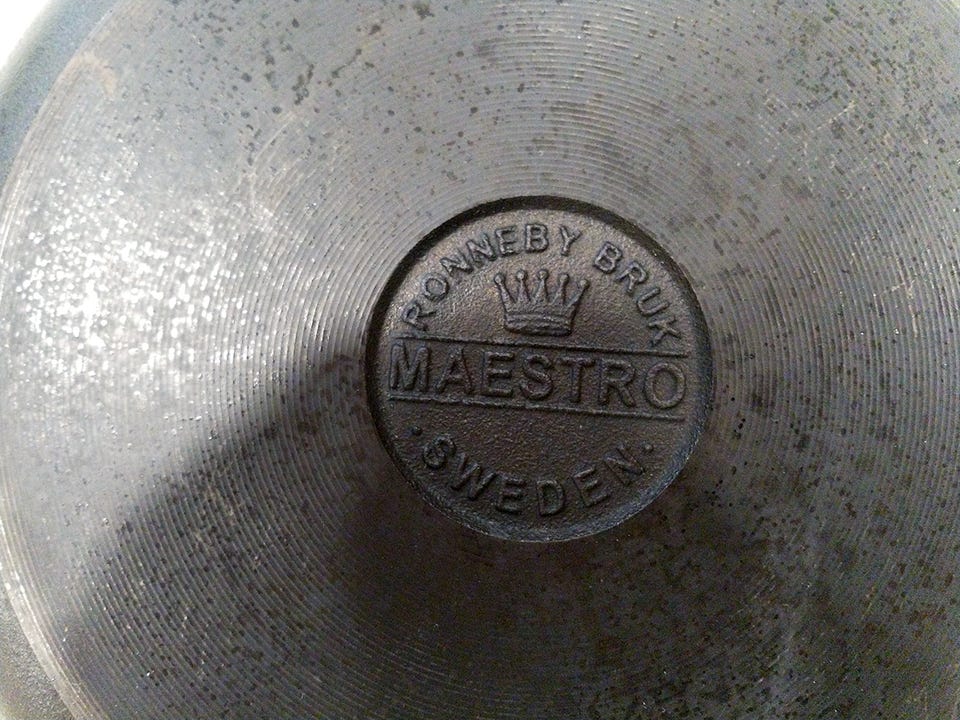 RONNEBY BRUK
MAESTRO
· SWEDEN ·